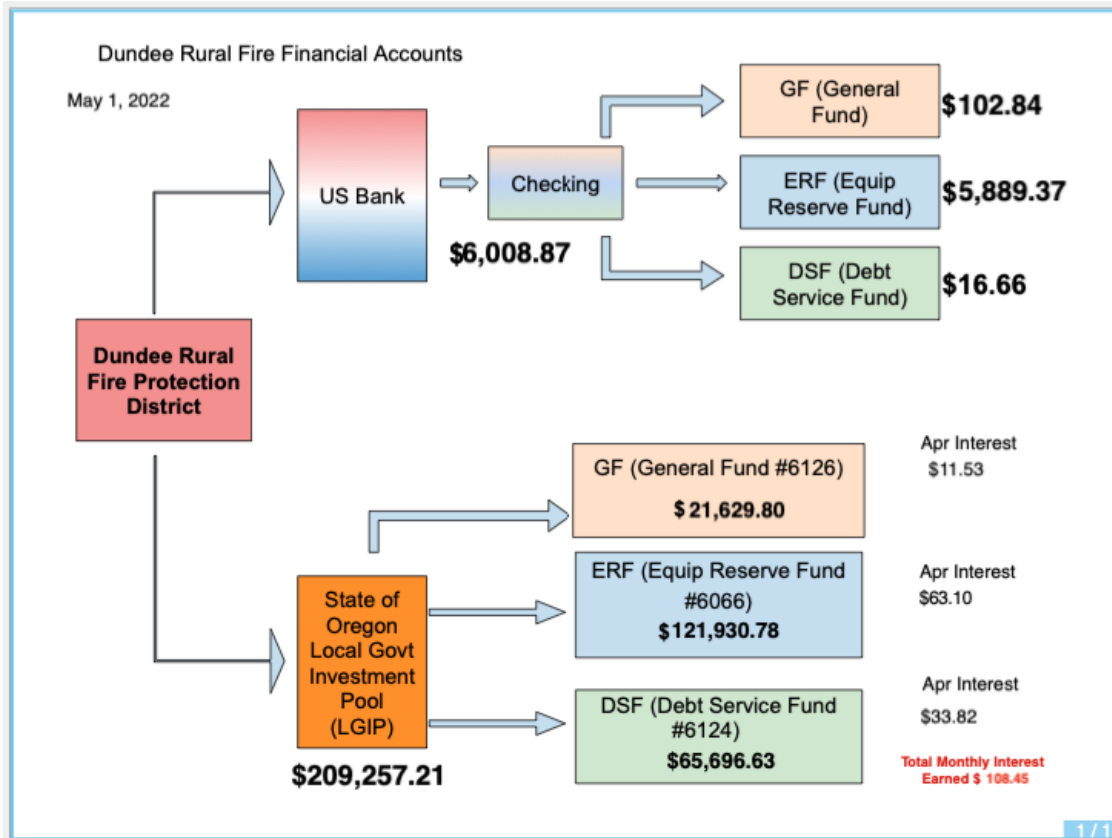 Dundee Rural Fire Financial Accounts
May 1, 2022
US Bank
Checking
$6,008.87
GF (General
Fund)
$102.84
ERF (Equip
Reserve Fund)
$5,889.37
DSF (Debt
Service Fund)
$16.66
Dundee Rural
Fire Protection
District
State of
Oregon
Local Govt
Investment
Pool
(LGIP)
$209,257.21
GF (General Fund #6126)
$ 21,629.80
Apr Interest
$11.53
ERF (Equip Reserve Fund
#6066)
$121,930.78
Apr Interest
$63.10
DSF (Debt Service Fund
#6124)
$65,696.63
Apr Interest
$33.82
Total Monthly Interest
Earned $ 108.45
1 / 1